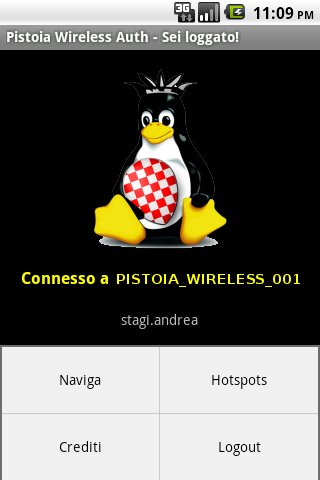 3G 11:09 PM
Pistoia Wireless Auth - Sei loggato!
Connesso a PISTOIA_WIRELESS_001
stagi.andrea
Naviga Hotspots
Crediti Logout